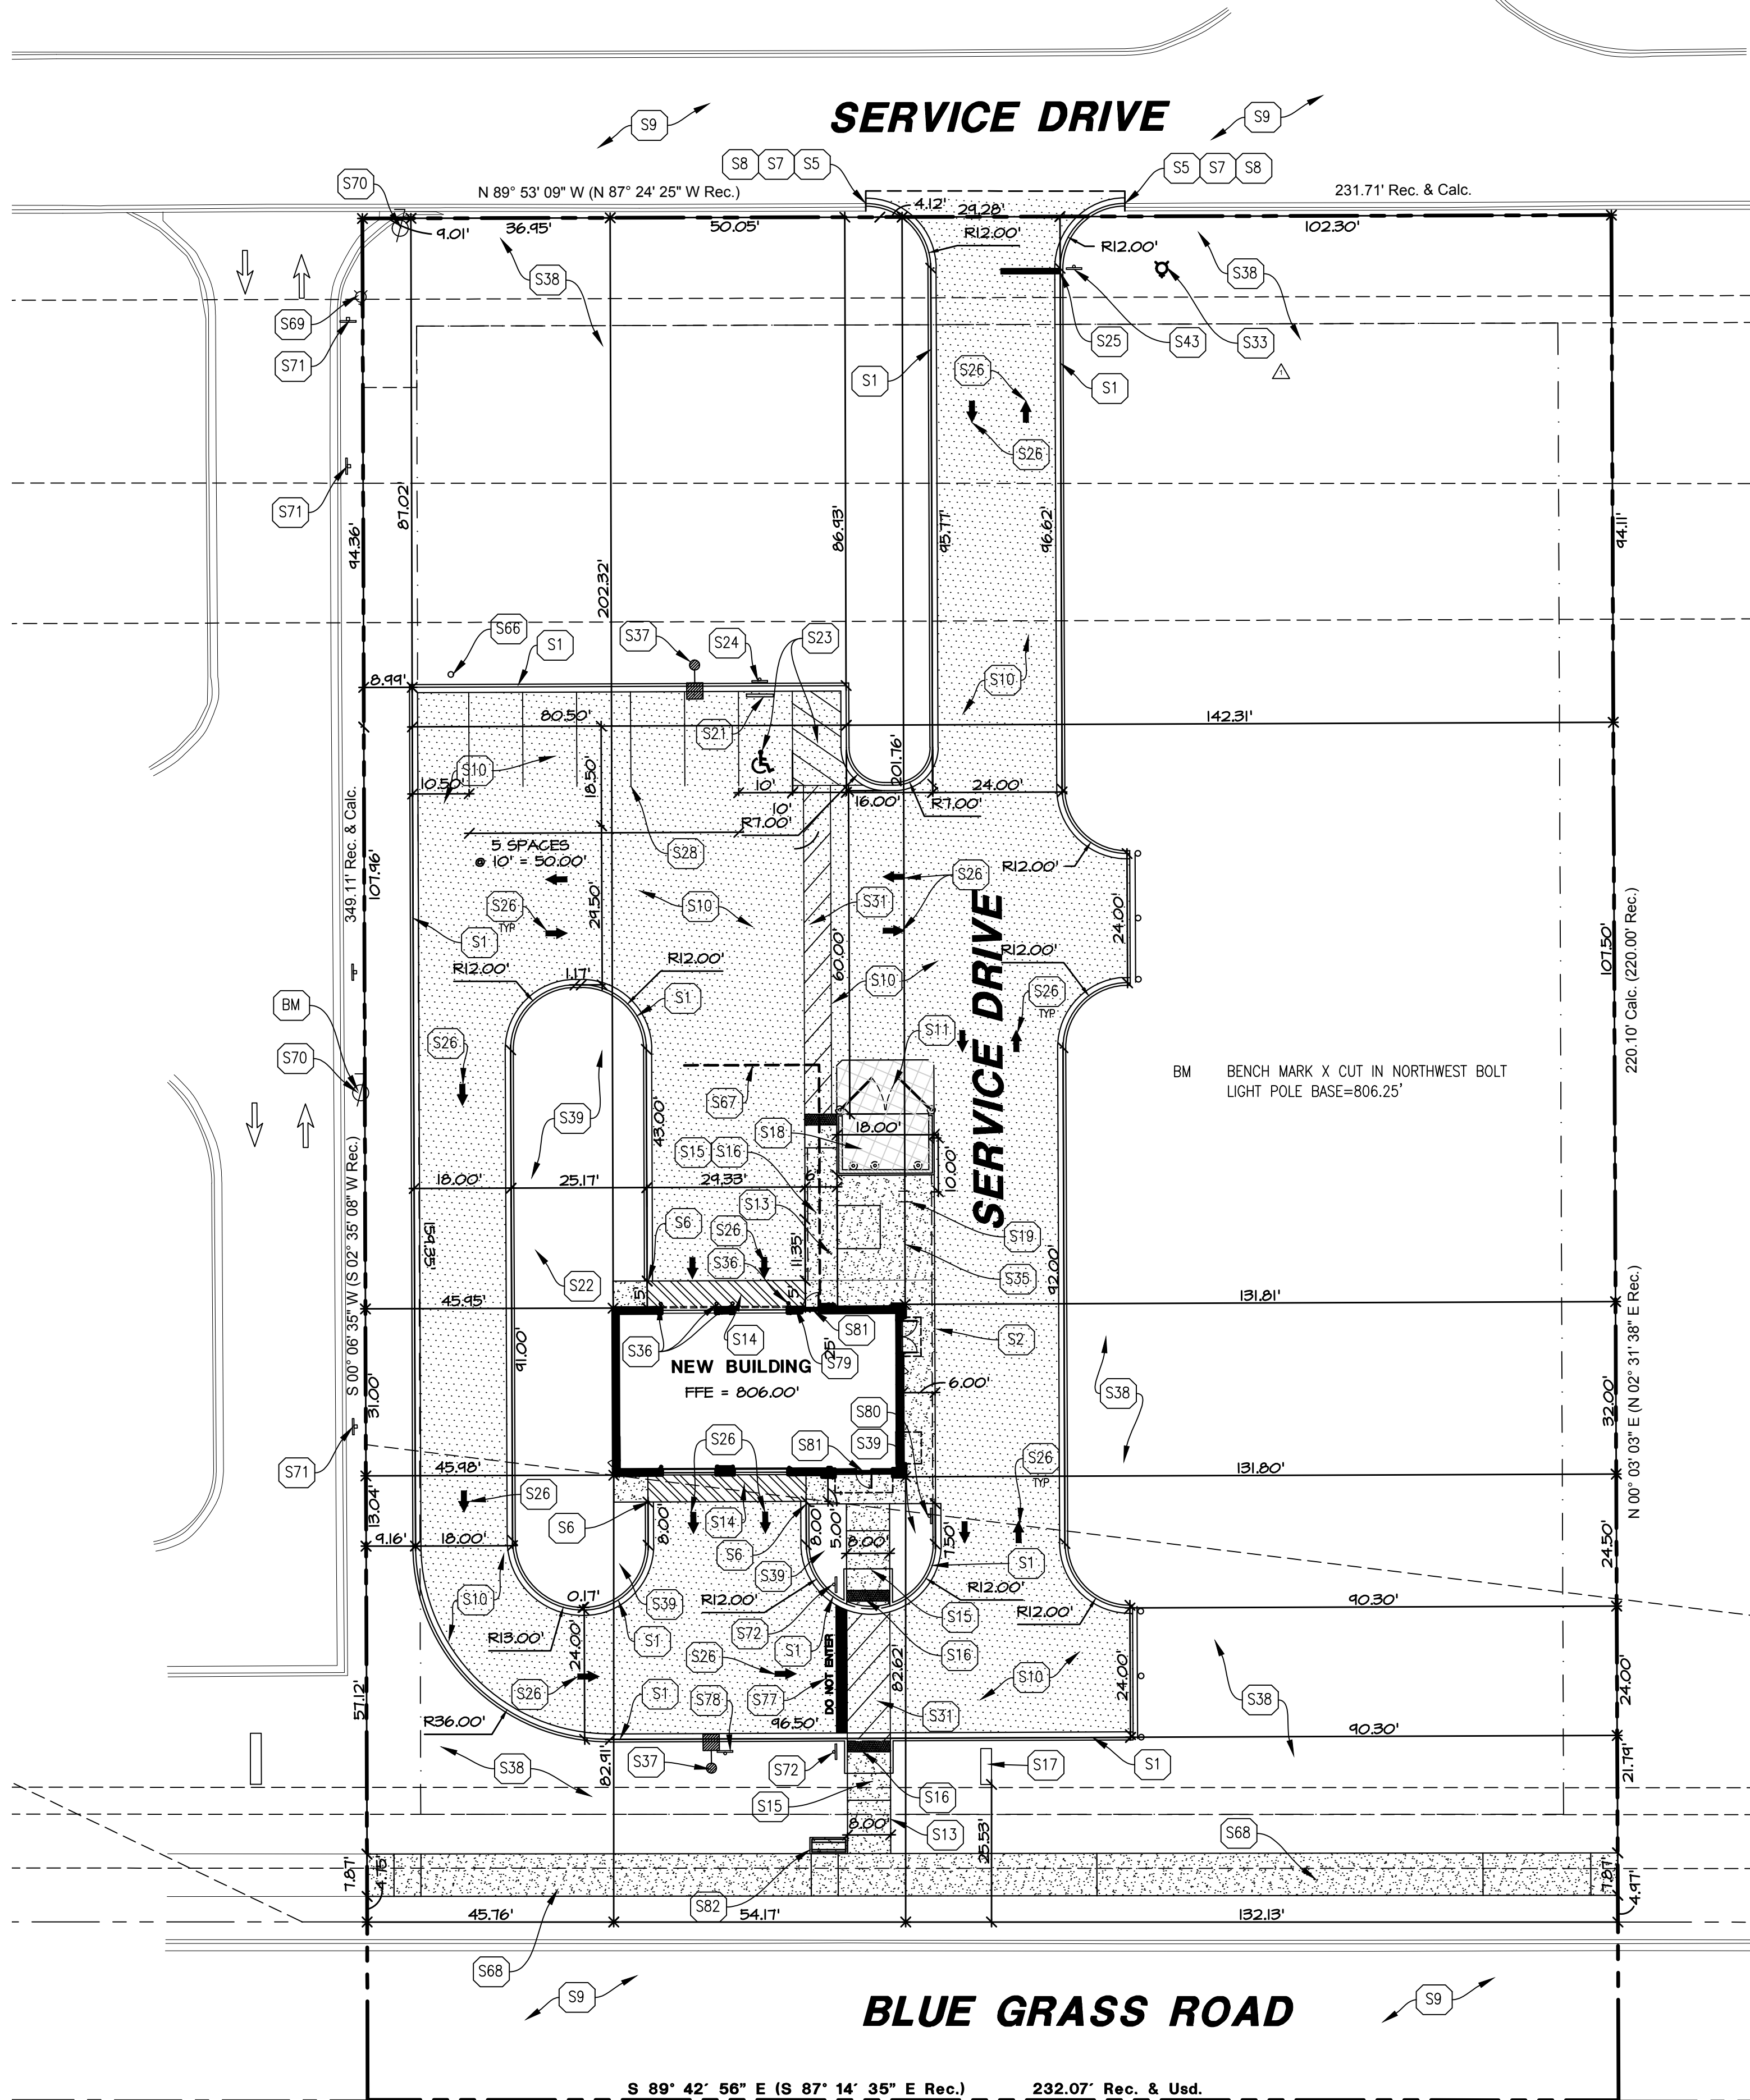 SERVICE DRIVE
S9
S9
S8 S7 S5
S5 S7 S8
S70
N 89° 53' 09" W (N 87° 24' 25" W Rec.)
231.71' Rec. & Calc.
4.12'
29.28'
9.01'
36.95'
50.05'
R12.00'
R12.00'
102.30'
S38
S38
S69
S71
S25
S43
S33
1
S1
S26
S1
S26
S71
87.02'
94.36'
86.93'
95.77'
96.62'
94.11'
202.32'
S66
S1
S37
S24
S23
8.99'
S10
80.50'
S21
142.31'
S10
18.50'
201.76'
10.50'
10'
10'
16.00'
24.00'
R7.00'
R7.00'
5 SPACES
@ 10' = 50.00'
S28
R12.00'
349.11' Rec. & Calc.
107.96'
S26
TYP
29.50'
S10
S31
S26
24.00'
S1
60.00'
SERVICE DRIVE
107.50'
220.10' Calc. (220.00' Rec.)
R12.00'
1.17'
R12.00'
R12.00'
S10
S1
S26
TYP
BM
S70
S26
S11
BM BENCH MARK X CUT IN NORTHWEST BOLT
LIGHT POLE BASE=806.25'
S67
S39
43.00'
S18
18.00'
S15 S16
10.00'
18.00'
25.17'
29.33'
6'
S13
S6
S26
S19
159.35'
S36
11.35'
S22
S35
92.00'
5'
5'
45.95'
131.81'
S 00° 06' 35" W (S 02° 35' 08" W Rec.)
N 00° 03' 03" E (N 02° 31' 38" E Rec.)
91.00'
S36
S14
S81
25'
S79
S2
NEW BUILDING
FFE = 806.00'
31.00'
6.00'
S38
32.00'
S80
S39
S26
S81
S71
45.98'
131.80'
S26
TYP
13.04'
S26
S6
8.00'
S14
S6
8.00'
5.00'
8.00'
7.50'
24.50'
9.16'
18.00'
S39
S1
S10
0.17'
S39
R12.00'
R12.00'
R12.00'
90.30'
S15
R13.00'
S1
S72
S1
S16
24.00'
S26
S26
DO NOT ENTER
82.62'
S10
24.00'
S38
24.00'
57.12'
S1
S78
S77
S31
R36.00'
96.50'
90.30'
S38
82.91'
S37
S72
S17
S1
21.79'
S15
S16
8.00'
S13
25.53'
S68
7.87'
4.75'
7.87'
4.97'
S82
45.76'
54.17'
132.13'
S68
S9
BLUE GRASS ROAD
S9
S 89° 42´ 56” E (S 87° 14´ 35” E Rec.) 232.07´ Rec. & Usd.